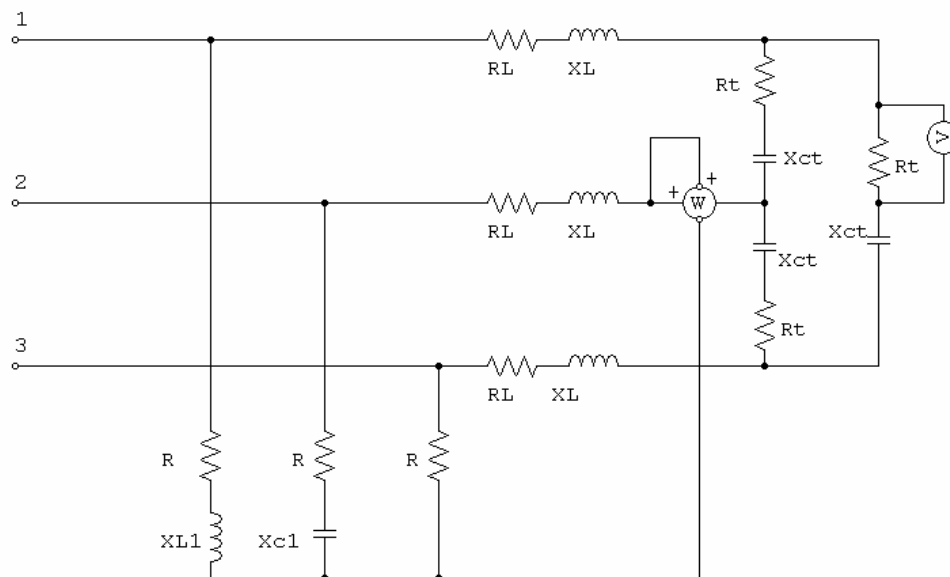 1
RL
XL
Rt
Xct
V
Rt
2
+
+
W
RL
XL
Xct
Xct
Rt
3
RL
XL
R
R
R
XL1
Xc1